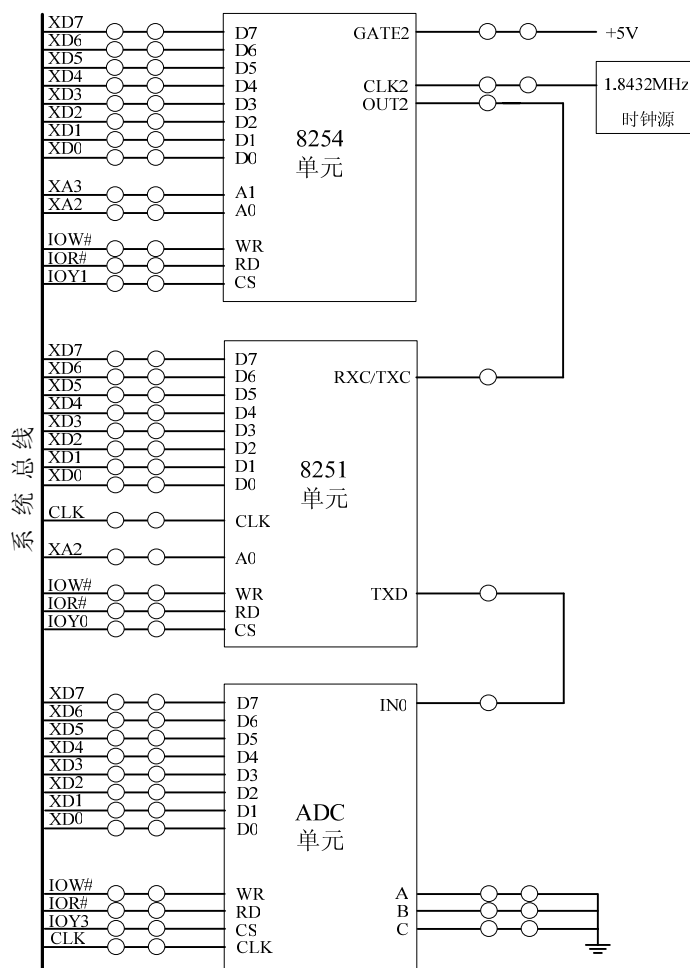 XD7 D7 GATE2 +5V
XD6 D6
XD5 D5
XD4 D4 CLK2 1.8432MHz
XD3 D3 OUT2
XD2 D2 时钟源
XD1 D1 8254
XD0 D0 单元
XA3 A1
XA2 A0
IOW# WR
IOR# RD
IOY1 CS
系统总线
XD7 D7
XD6 D6 RXC/TXC
XD5 D5
XD4 D4
XD3 D3
XD2 D2
XD1 D1 8251
XD0 D0 单元
CLK CLK
XA2 A0
IOW# WR TXD
IOR# RD
IOY0 CS
XD7 D7 IN0
XD6 D6
XD5 D5
XD4 D4
XD3 D3
XD2 D2
XD1 D1 ADC
XD0 D0 单元
IOW# WR A
IOR# RD B
IOY3 CS C
CLK CLK